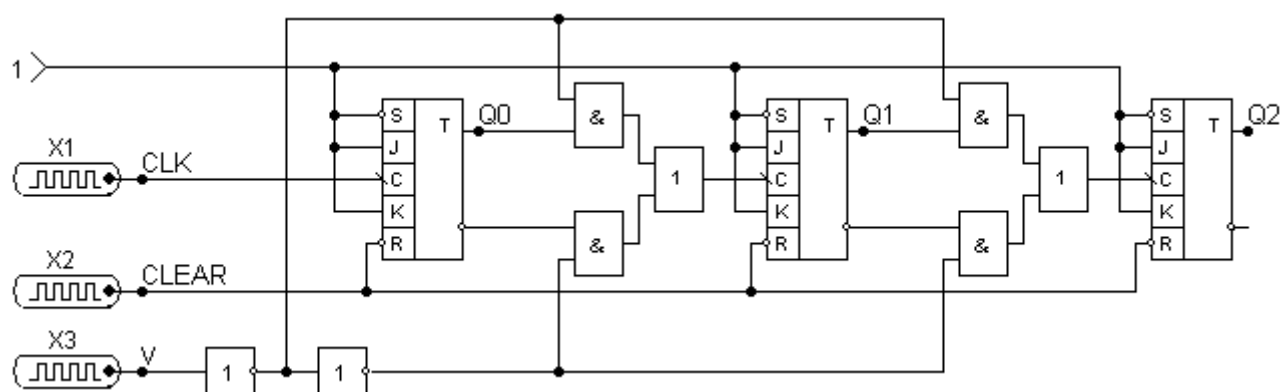 1
S T Q0 & S T Q1 & S T Q2
J J J
X1 CLK C 1 C 1 C
K K K
R & R & R
X2 CLEAR
X3 V 1 1